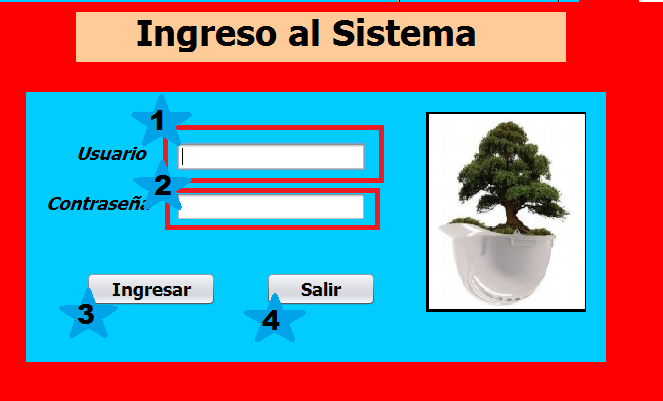 Ingreso al Sistema
1
Usuario
2
Contraseña
Ingresar
Salir
3
4